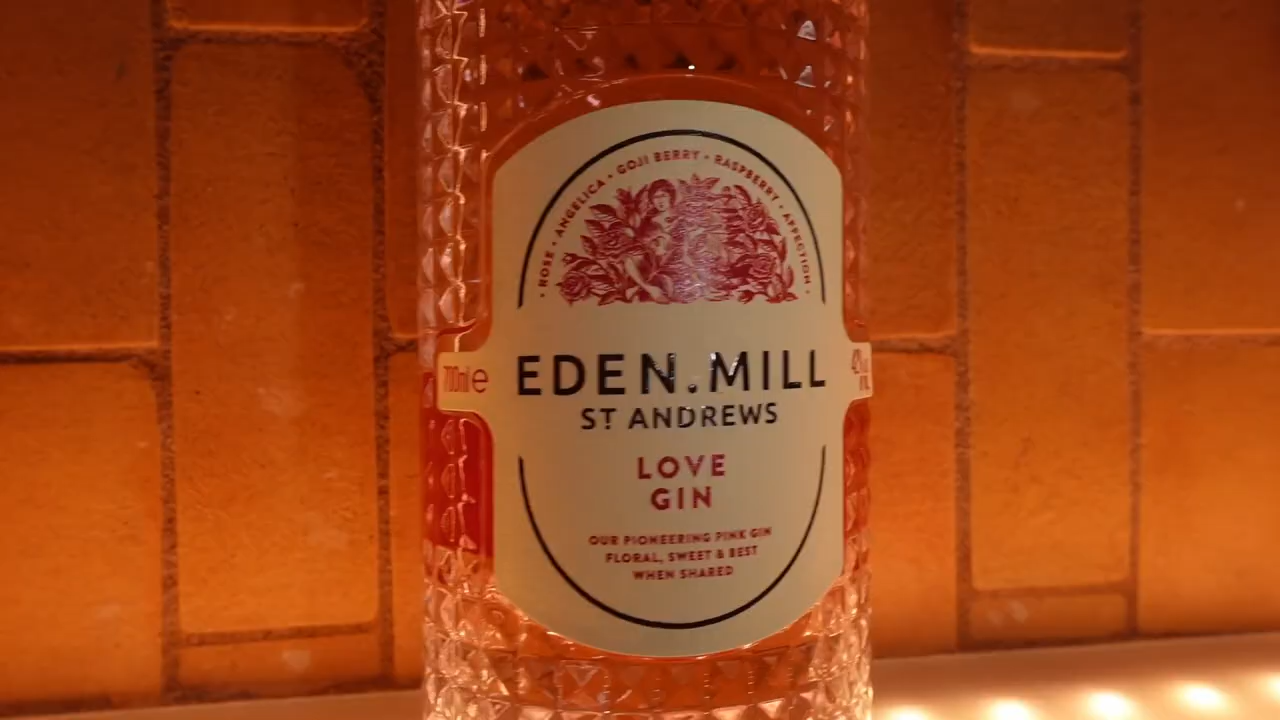 • ROSE • ANGELICA • GOJI BERRY • RASPBERRY • AFFECTION •
700ml e
EDEN.MILL
ST ANDREWS
LOVE
GIN
OUR PIONEERING PINK GIN
FLORAL, SWEET & BEST
WHEN SHARED